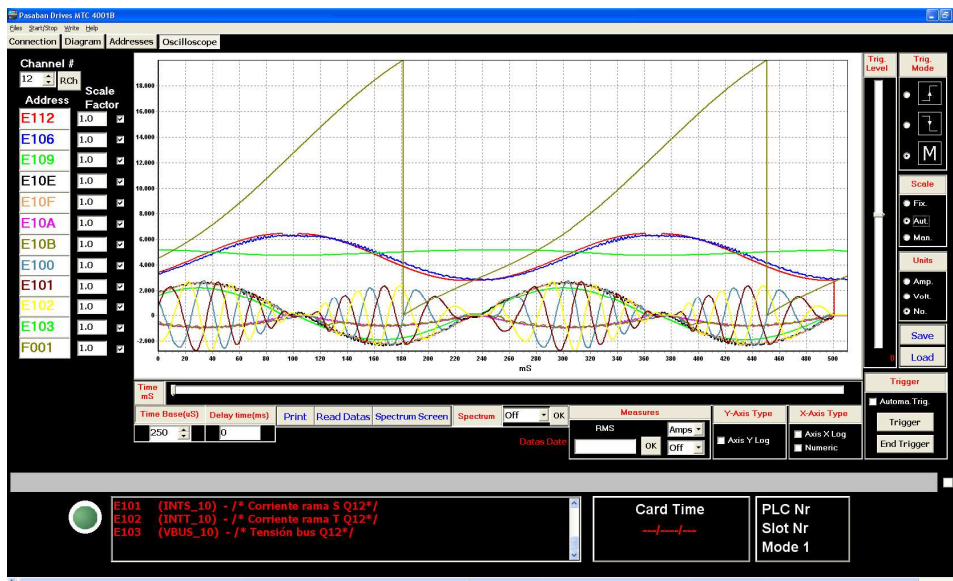 Pasaban Drives MTC 4001B
Files Start/Stop Write Help
Connection Diagram Addresses Oscilloscope
Channel #
12 RCh
Address Scale Factor
E112 1.0
E106 1.0
E109 1.0
E10E 1.0
E10F 1.0
E10A 1.0
E10B 1.0
E100 1.0
E101 1.0
E102 1.0
E103 1.0
F001 1.0
18.000
16.000
14.000
12.000
10.000
8.000
6.000
4.000
2.000
0
-2.000
0 20 40 60 80 100 120 140 160 180 200 220 240 260 280 300 320 340 360 380 400 420 440 460 480 500
mS
Trig. Level
0
Trig. Mode
M
Scale
Fix.
Aut.
Man.
Units
Amp.
Volt.
No.
Save
Load
Time mS
Time Base(uS) Delay time(ms) Print Read Datas Spectrum Screen Spectrum Off OK
250 0
Datas Date
Measures
RMS Amps
OK Off
Y-Axis Type
Axis Y Log
X-Axis Type
Axis X Log
Numeric
Trigger
Automa.Trig.
Trigger
End Trigger
E101 (INTS_10) - /* Corriente rama S Q12*/
E102 (INTT_10) - /* Corriente rama T Q12*/
E103 (VBUS_10) - /* Tensión bus Q12*/
Card Time
---/---/---
PLC Nr
Slot Nr
Mode 1